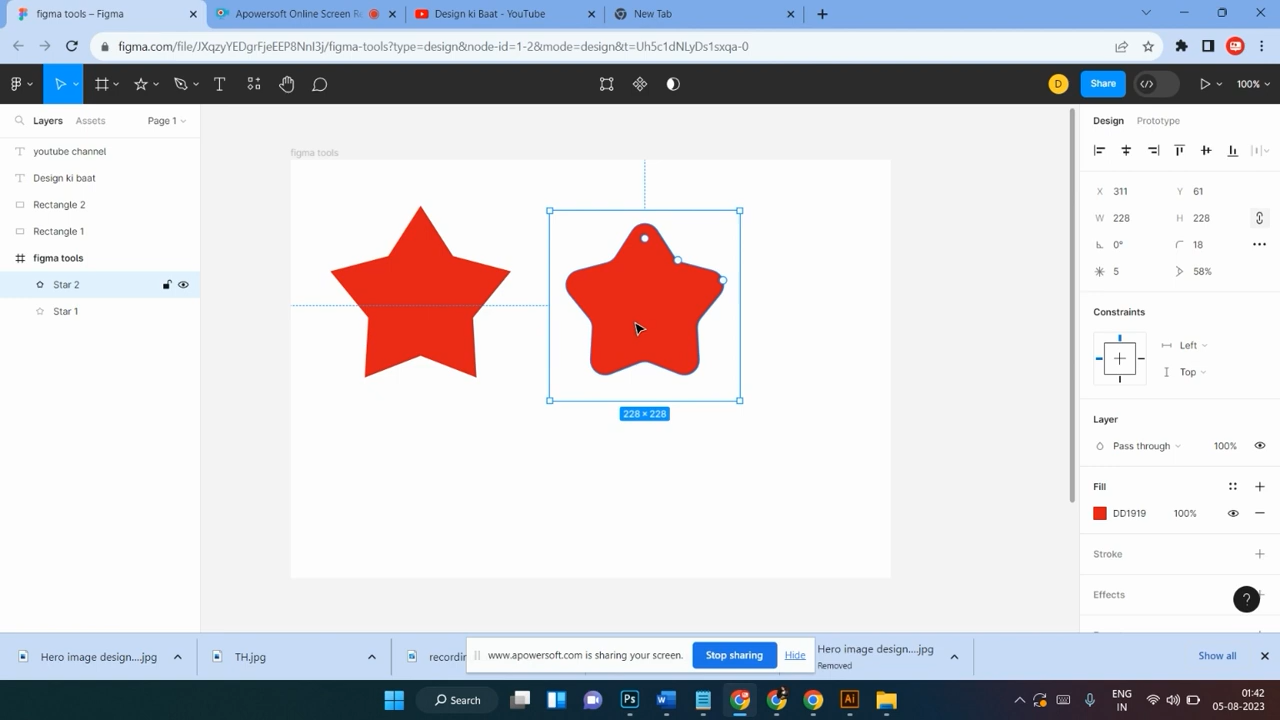 figma tools – Figma
Apowersoft Online Screen Re
Design ki Baat - YouTube
New Tab
figma.com/file/JXqzyYEDgrFjeEEP8NnI3j/figma-tools?type=design&node-id=1-2&mode=design&t=Uh5c1dNLyDs1sxqa-0
D
Share
100%
Layers
Assets
Page 1
youtube channel
Design ki baat
Rectangle 2
Rectangle 1
figma tools
Star 2
Star 1
figma tools
228 × 228
Design
Prototype
X 311 Y 61
W 228 H 228
0° 18
5 58%
Constraints
Left
Top
Layer
Pass through 100%
Fill
DD1919 100%
Stroke
Effects
?
Hero image design....jpg
TH.jpg
recordin
www.apowersoft.com is sharing your screen.
Stop sharing
Hide
Hero image design....jpg
Removed
Show all
Search
Ps
W
Ai
ENG
IN
01:42
05-08-2023